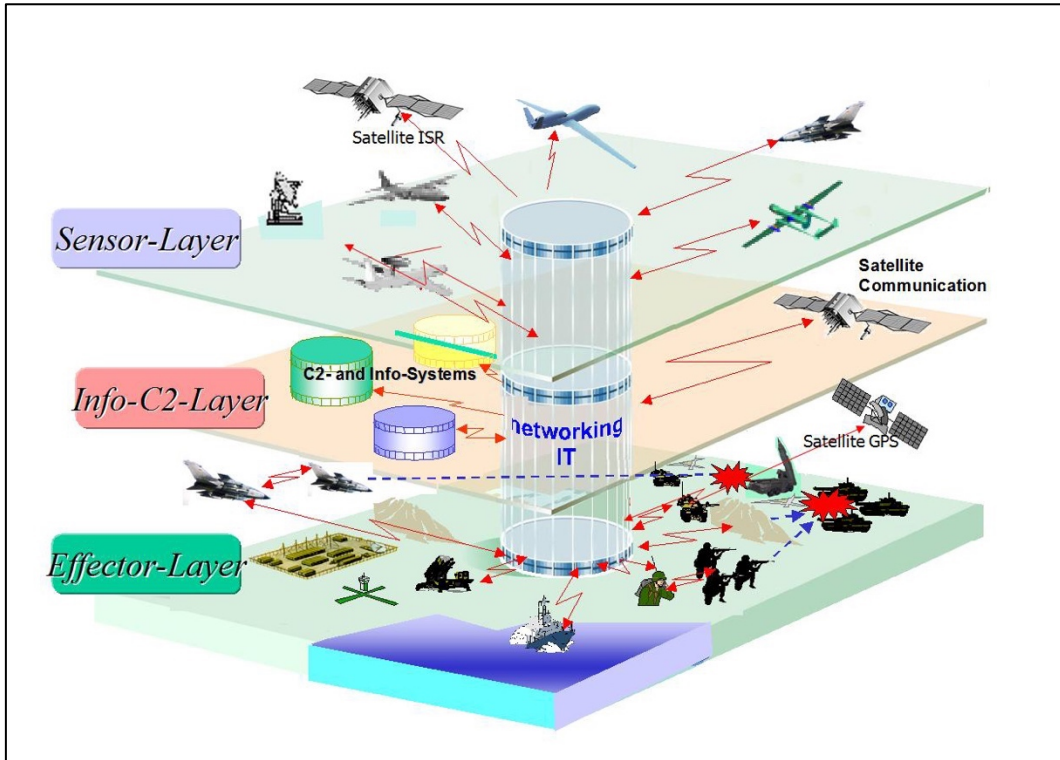 Satellite ISR
Sensor-Layer
Satellite
Communication
C2- and Info-Systems
Info-C2-Layer
networking
IT
Satellite GPS
Effector-Layer